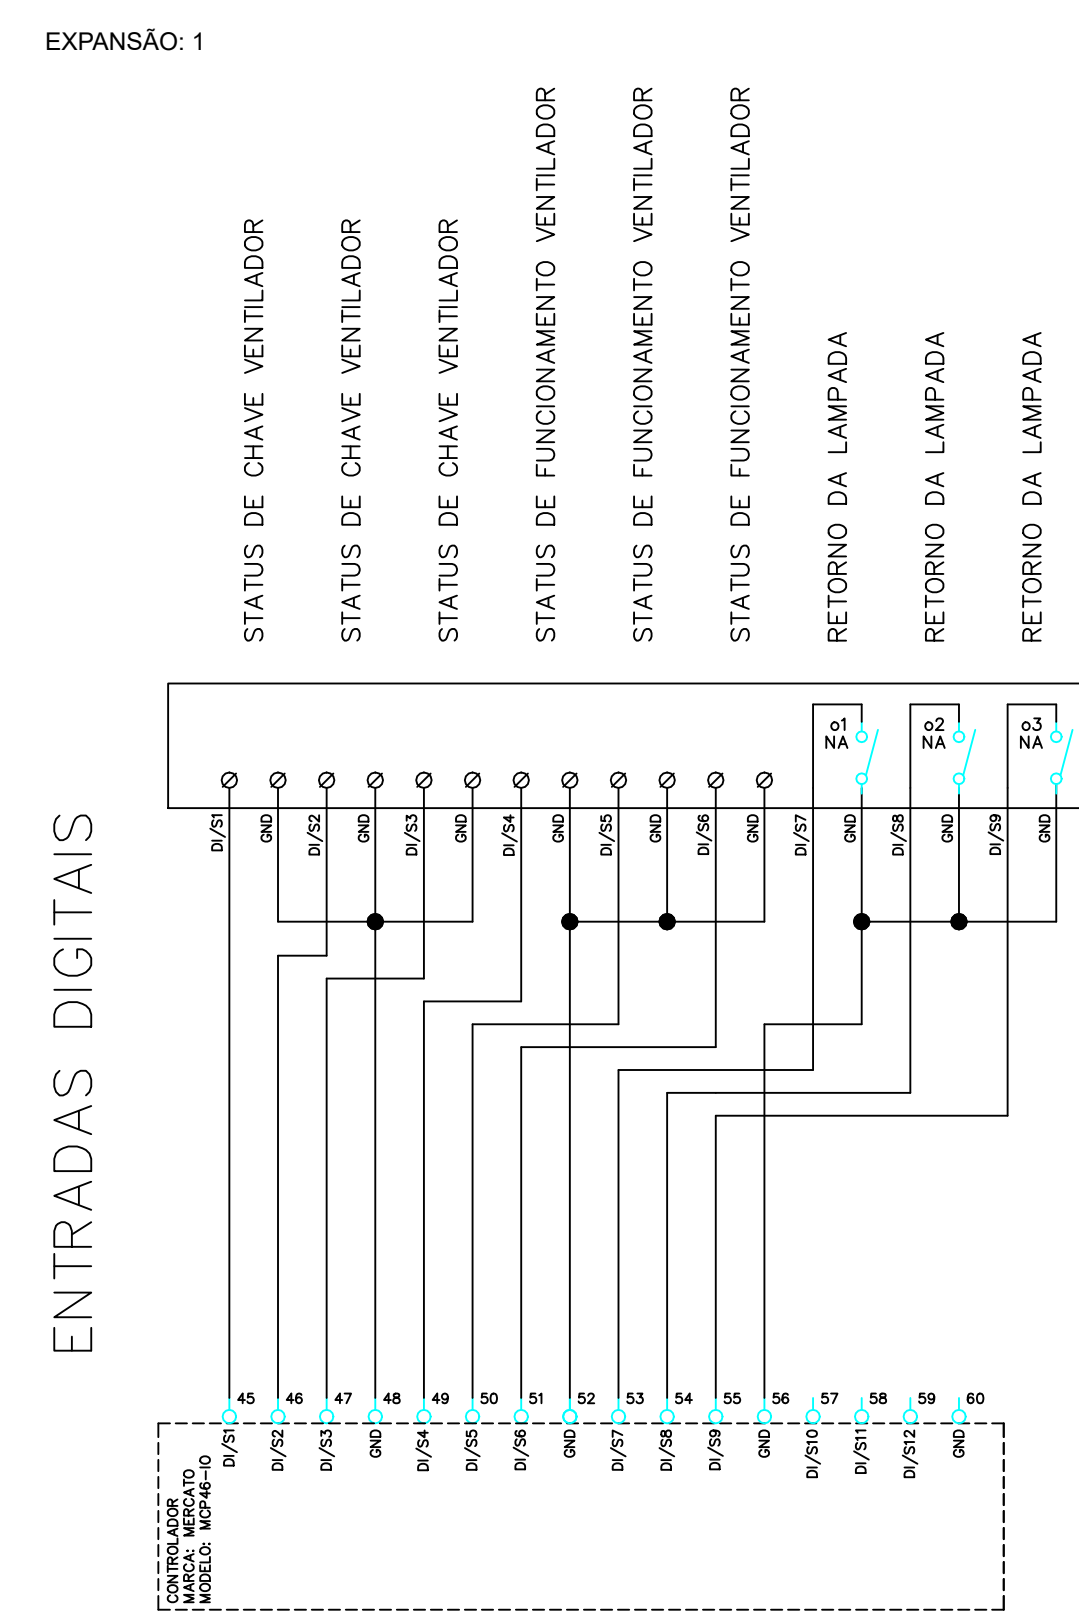 EXPANSÃO: 1
STATUS DE CHAVE VENTILADOR
STATUS DE CHAVE VENTILADOR
STATUS DE CHAVE VENTILADOR
STATUS DE FUNCIONAMENTO VENTILADOR
STATUS DE FUNCIONAMENTO VENTILADOR
STATUS DE FUNCIONAMENTO VENTILADOR
RETORNO DA LAMPADA
RETORNO DA LAMPADA
RETORNO DA LAMPADA
o1
NA
o2
NA
o3
NA
DI/S1
GND
DI/S2
GND
DI/S3
GND
DI/S4
GND
DI/S5
GND
DI/S6
GND
DI/S7
GND
DI/S8
GND
DI/S9
GND
ENTRADAS DIGITAIS
45
46
47
48
49
50
51
52
53
54
55
56
57
58
59
60
DI/S1
DI/S2
DI/S3
GND
DI/S4
DI/S5
DI/S6
GND
DI/S7
DI/S8
DI/S9
GND
DI/S10
DI/S11
DI/S12
GND
CONTROLADOR
MARCA: MERCATO
MODELO: MCP46-IO